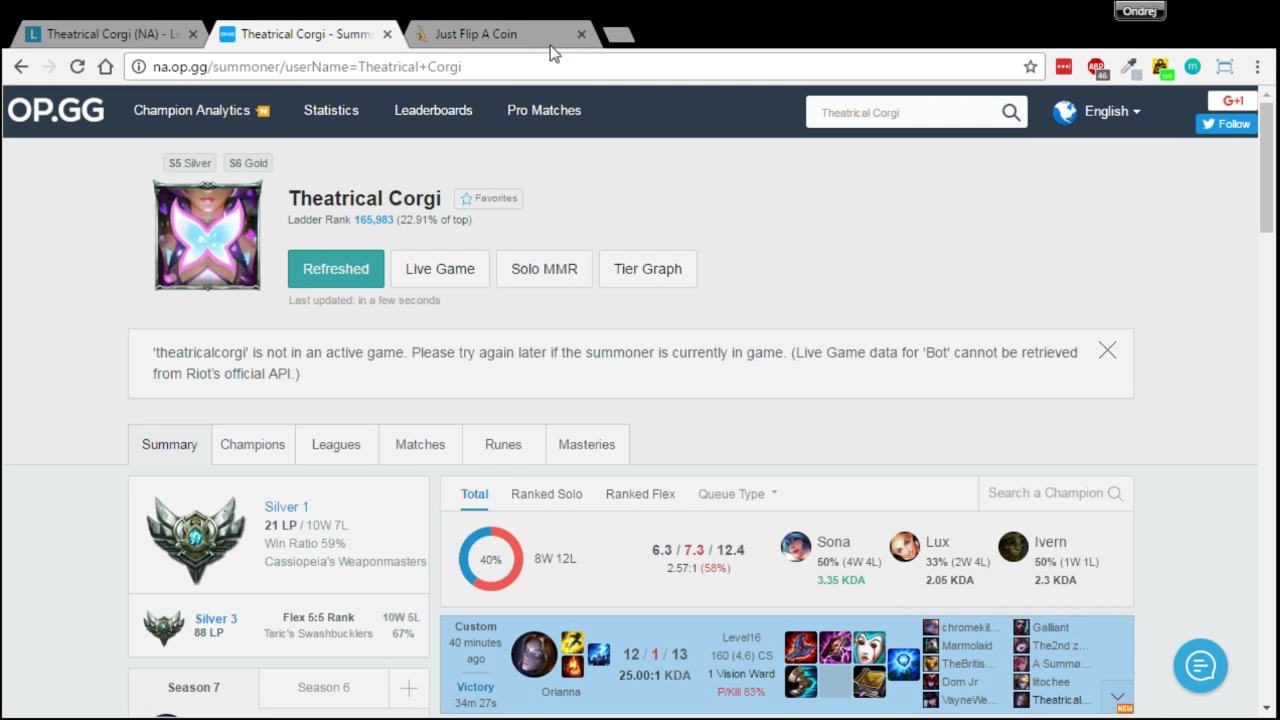 Ondrej
Theatrical Corgi (NA) - L
Theatrical Corgi - Summ
Just Flip A Coin
na.op.gg/summoner/userName=Theatrical+Corgi
ABP
46
m
OP.GG
Champion Analytics
Statistics
Leaderboards
Pro Matches
Theatrical Corgi
English
G+1
Follow
S5 Silver
S6 Gold
Theatrical Corgi
Favorites
Ladder Rank 165,983 (22.91% of top)
Refreshed
Live Game
Solo MMR
Tier Graph
Last updated: in a few seconds
'theatricalcorgi' is not in an active game. Please try again later if the summoner is currently in game. (Live Game data for 'Bot' cannot be retrieved
from Riot's official API.)
Summary
Champions
Leagues
Matches
Runes
Masteries
Silver 1
21 LP / 10W 7L
Win Ratio 59%
Cassiopeia's Weaponmasters
Silver 3
88 LP
Flex 5:5 Rank
Taric's Swashbucklers
10W 5L
67%
Season 7
Season 6
Total
Ranked Solo
Ranked Flex
Queue Type
Search a Champion
40%
8W 12L
6.3 / 7.3 / 12.4
2.57:1 (58%)
Sona
50% (4W 4L)
3.35 KDA
Lux
33% (2W 4L)
2.05 KDA
Ivern
50% (1W 1L)
2.3 KDA
Custom
40 minutes
ago
Victory
34m 27s
Orianna
12 / 1 / 13
25.00:1 KDA
Level16
160 (4.6) CS
1 Vision Ward
P/Kill 83%
chromekil...
Marmolaid
TheBritis...
Dom Jr
VayneWe...
Galliant
The2nd z...
A Summø...
litochee
Theatrical...
NEW